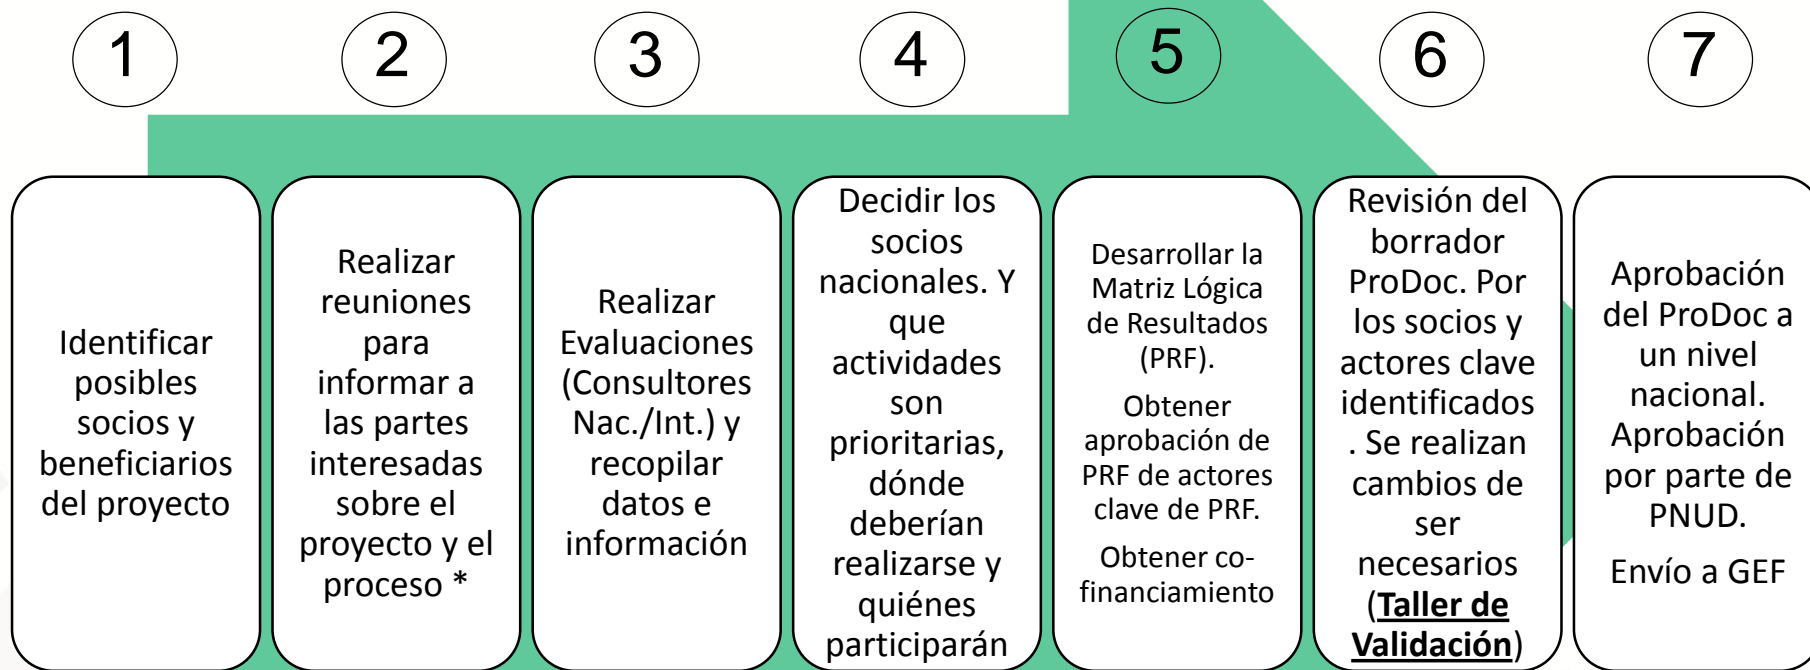 1
2
3
4
5
6
7
Identificar
posibles
socios y
beneficiarios
del proyecto
Realizar
reuniones
para
informar a
las partes
interesadas
sobre el
proyecto y el
proceso *
Realizar
Evaluaciones
(Consultores
Nac./Int.) y
recopilar
datos e
información
Decidir los
socios
nacionales. Y
que
actividades
son
prioritarias,
dónde
deberían
realizarse y
quiénes
participarán
Desarrollar la
Matriz Lógica
de Resultados
(PRF).
Obtener
aprobación de
PRF de actores
clave de PRF.
Obtener co-
financiamiento
Revisión del
borrador
ProDoc. Por
los socios y
actores clave
identificados
. Se realizan
cambios de
ser
necesarios
(Taller de
Validación)
Aprobación
del ProDoc a
un nivel
nacional.
Aprobación
por parte de
PNUD.
Envío a GEF